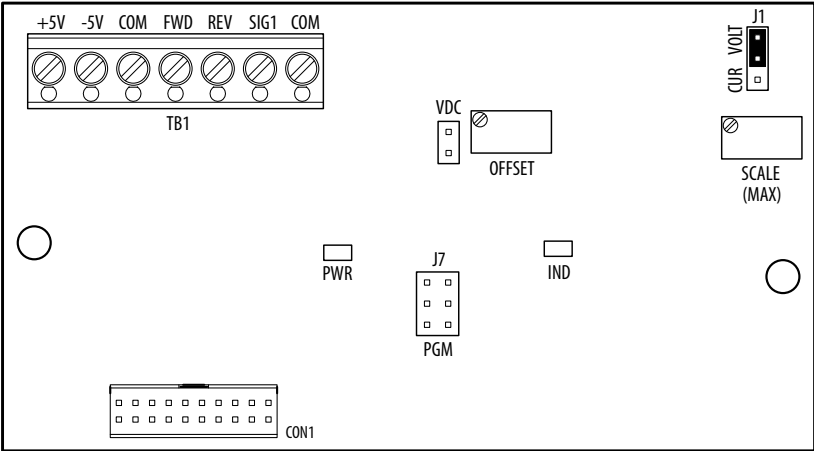 +5V -5V COM FWD REV SIG1 COM
TB1
J1
VOLT
CUR
VDC
OFFSET
SCALE
(MAX)
PWR
J7
PGM
IND
CON1